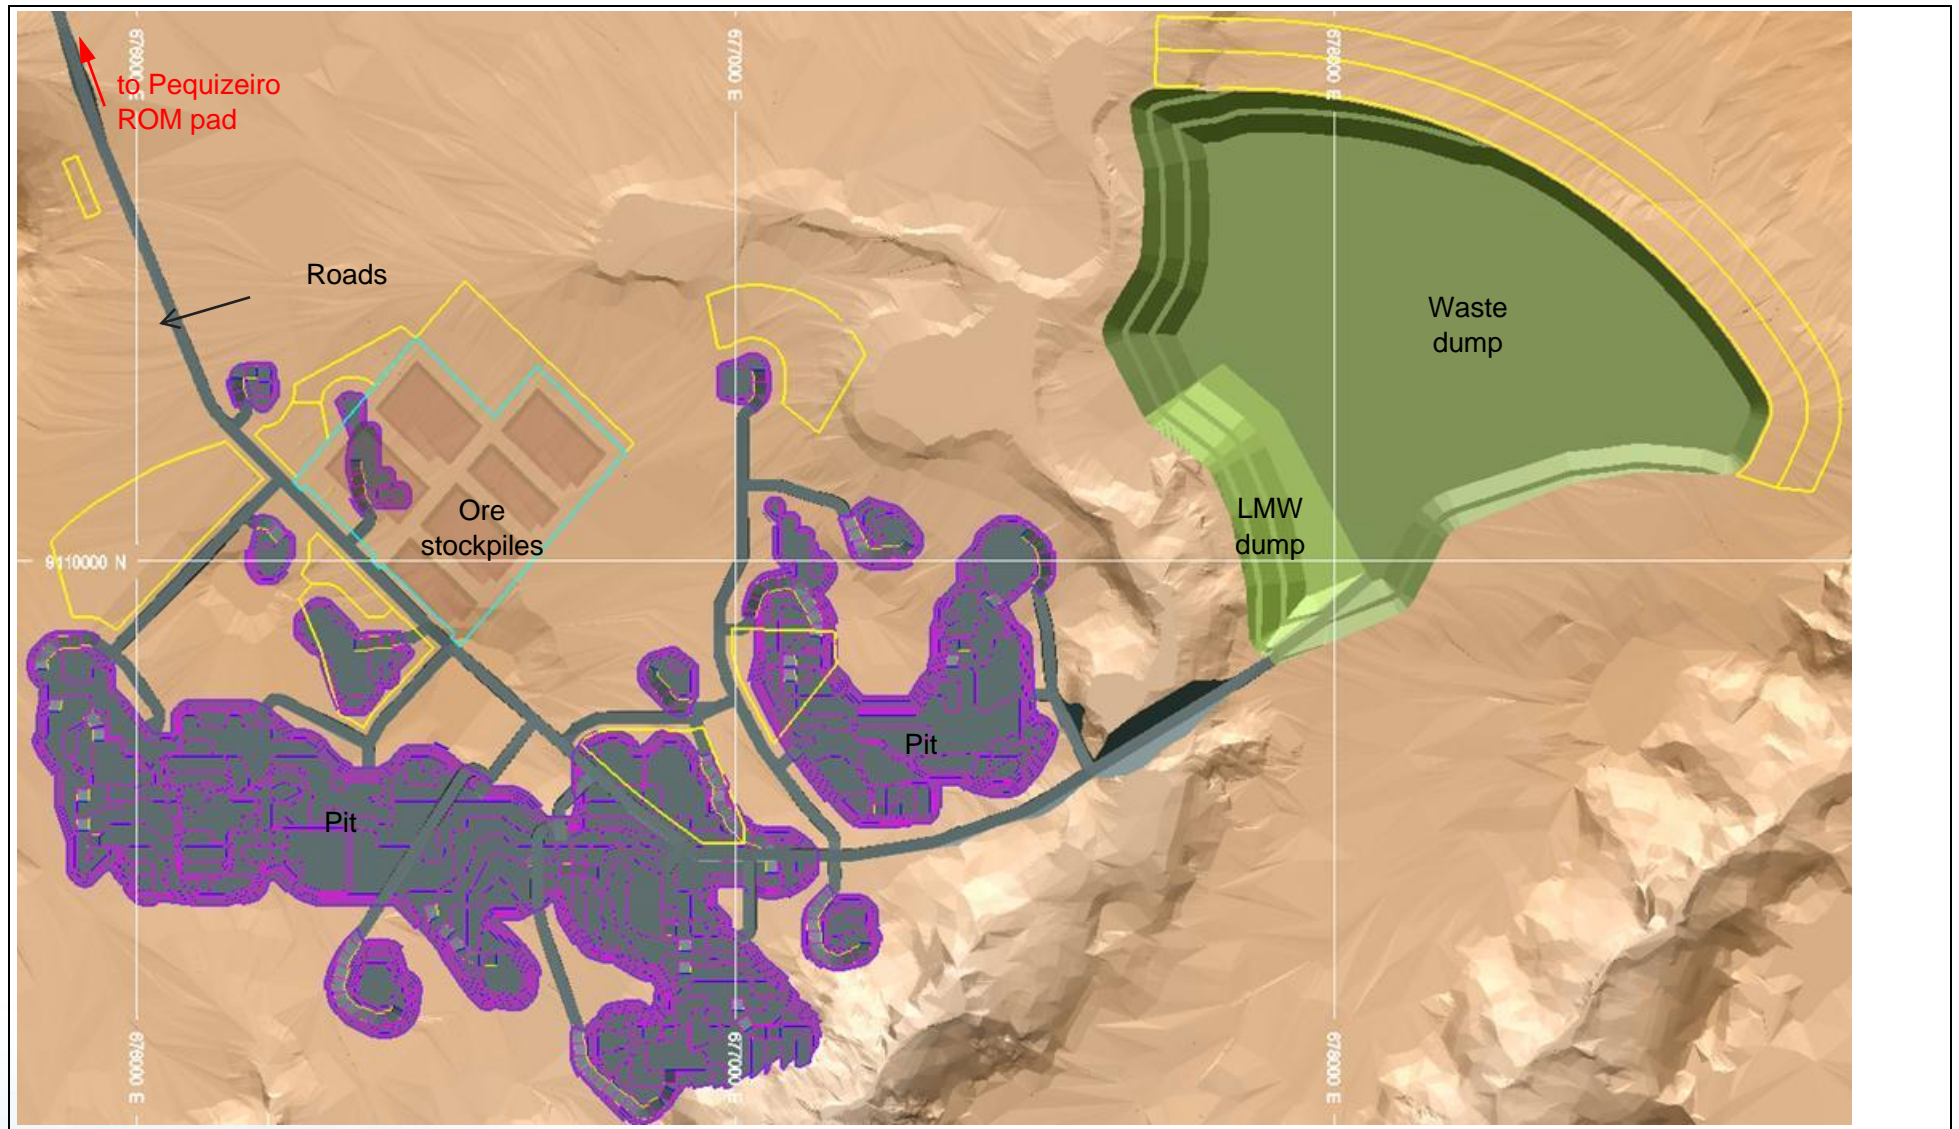 676000 E
677000 E
678000 E
to Pequizeiro
ROM pad
Roads
Waste
dump
Ore
stockpiles
LMW
dump
9110000 N
Pit
Pit
676000 E
677000 E
678000 E